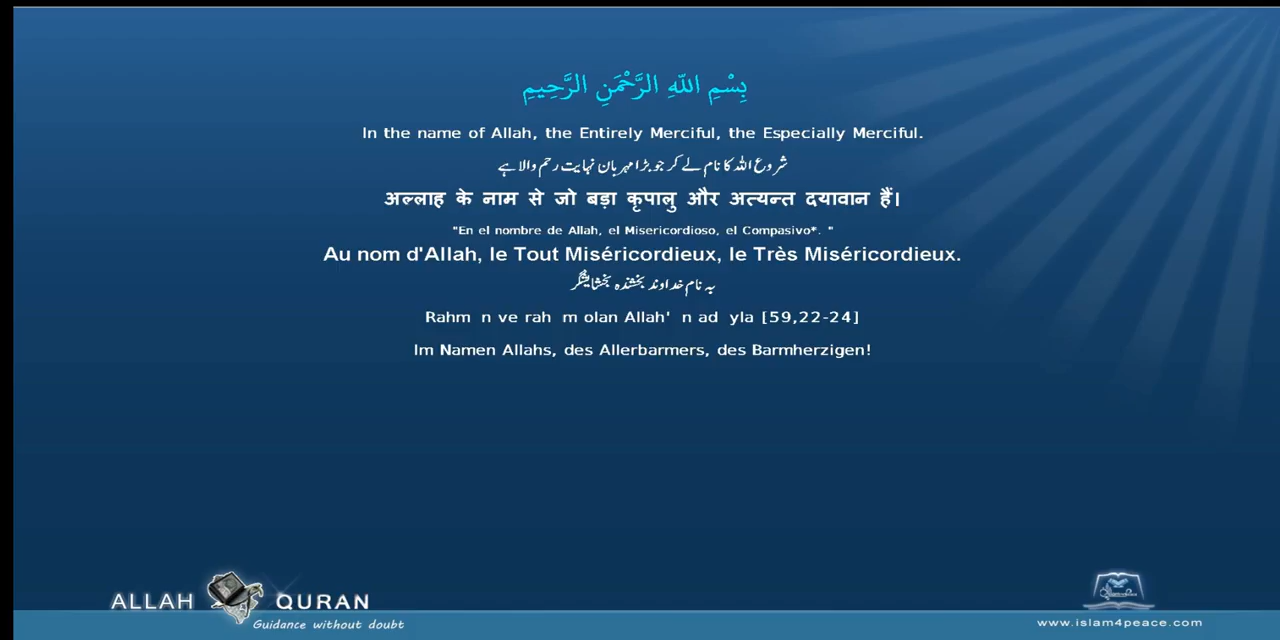 بِسْمِ اللّٰهِ الرَّحْمَنِ الرَّحِيمِ
In the name of Allah, the Entirely Merciful, the Especially Merciful.
شروع الله کا نام لے کر جو بڑا مہربان نہایت رحم والا ہے
अल्लाह के नाम से जो बड़ा कृपालु और अत्यन्त दयावान हैं।
"En el nombre de Allah, el Misericordioso, el Compasivo*. "
Au nom d'Allah, le Tout Miséricordieux, le Très Miséricordieux.
به نام خداوند بخشنده بخشایشگر
Rahm n ve rah m olan Allah' n ad yla [59,22-24]
Im Namen Allahs, des Allerbarmers, des Barmherzigen!
ALLAH QURAN
Guidance without doubt
www.islam4peace.com